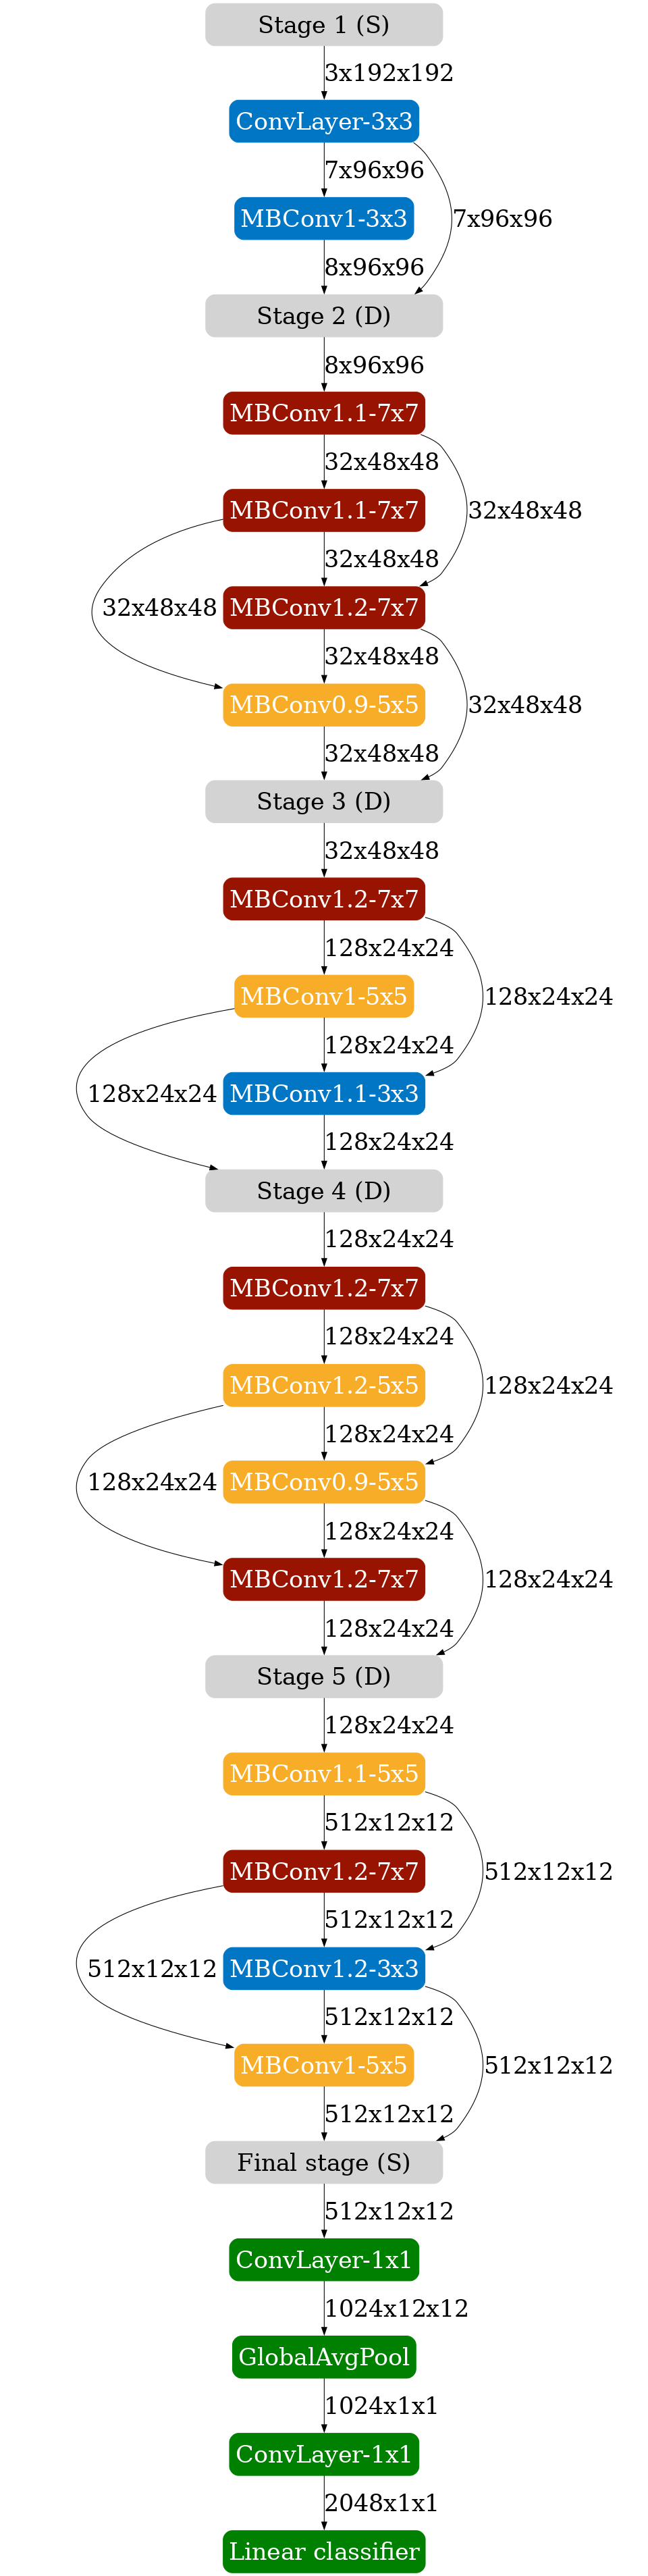 Stage 1 (S)
3x192x192
ConvLayer-3x3
7x96x96
MBConv1-3x3
7x96x96
8x96x96
Stage 2 (D)
8x96x96
MBConv1.1-7x7
32x48x48
MBConv1.1-7x7
32x48x48
32x48x48
32x48x48
MBConv1.2-7x7
32x48x48
MBConv0.9-5x5
32x48x48
32x48x48
Stage 3 (D)
32x48x48
MBConv1.2-7x7
128x24x24
MBConv1-5x5
128x24x24
128x24x24
128x24x24
MBConv1.1-3x3
128x24x24
Stage 4 (D)
128x24x24
MBConv1.2-7x7
128x24x24
MBConv1.2-5x5
128x24x24
128x24x24
128x24x24
MBConv0.9-5x5
128x24x24
MBConv1.2-7x7
128x24x24
128x24x24
Stage 5 (D)
128x24x24
MBConv1.1-5x5
512x12x12
MBConv1.2-7x7
512x12x12
512x12x12
512x12x12
MBConv1.2-3x3
512x12x12
MBConv1-5x5
512x12x12
512x12x12
Final stage (S)
512x12x12
ConvLayer-1x1
1024x12x12
GlobalAvgPool
1024x1x1
ConvLayer-1x1
2048x1x1
Linear classifier